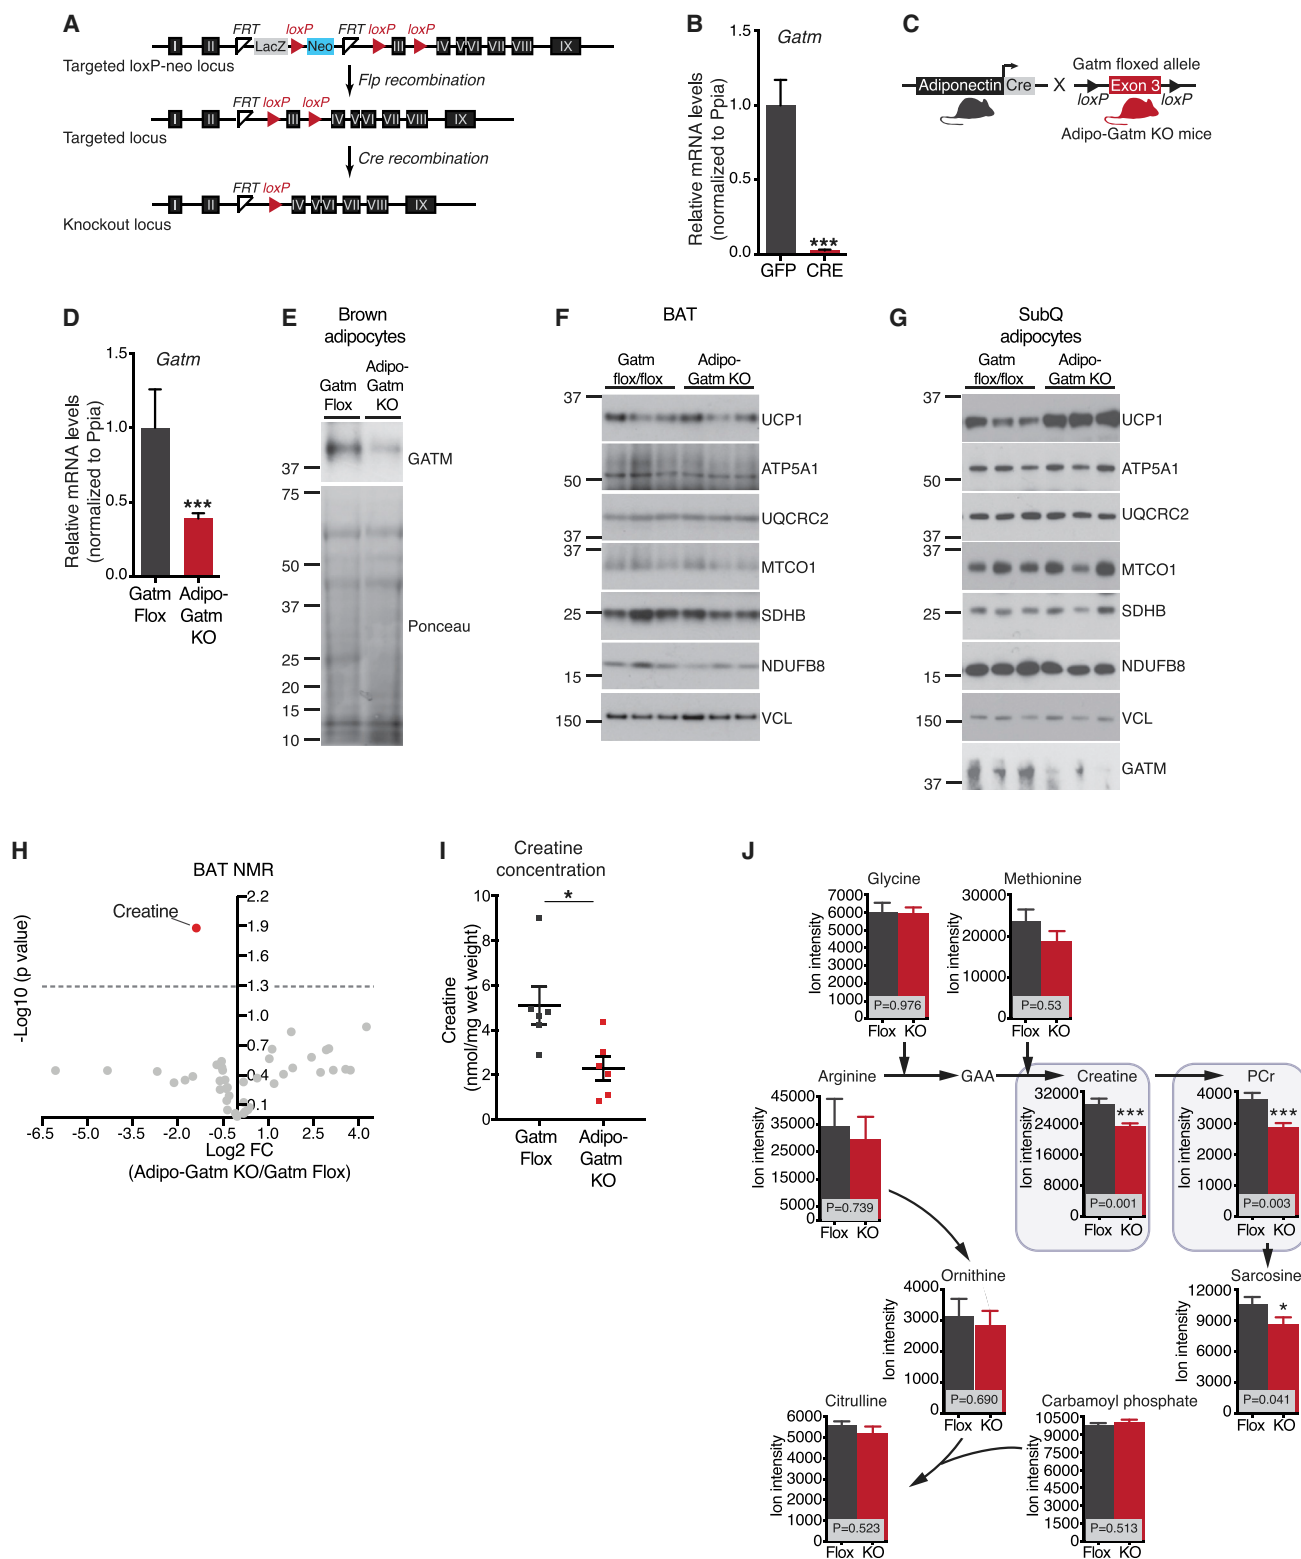 A
FRT loxP FRT loxP loxP
I II LacZ Neo III IV V VI VII VIII IX
Targeted loxP-neo locus
Flp recombination
FRT loxP loxP
I II III IV V VI VII VIII IX
Targeted locus
Cre recombination
FRT loxP
I II IV V VI VII VIII IX
Knockout locus
B
Gatm
Relative mRNA levels
(normalized to Ppia)
1.5
1.0
0.5
0.0
***
GFP CRE
C
Gatm floxed allele
Adiponectin Cre X Exon 3
loxP loxP
Adipo-Gatm KO mice
D
Gatm
Relative mRNA levels
(normalized to Ppia)
1.5
1.0
0.5
0.0
***
Gatm
Flox
Adipo-
Gatm
KO
E
Brown
adipocytes
Gatm
Flox
Adipo-
Gatm
KO
37
GATM
75
50
37
25
20
15
10
Ponceau
F
BAT
Gatm
flox/flox
Adipo-
Gatm KO
37
UCP1
50
ATP5A1
37
UQCRC2
37
MTCO1
25
SDHB
15
NDUFB8
150
VCL
G
SubQ
adipocytes
Gatm
flox/flox
Adipo-
Gatm KO
37
UCP1
50
ATP5A1
37
UQCRC2
37
MTCO1
25
SDHB
15
NDUFB8
150
VCL
37
GATM
H
BAT NMR
Creatine
-Log10 (p value)
2.2
1.9
1.6
1.3
1.0
0.7
0.4
0.1
-6.5 -5.0 -3.5 -2.0 -0.5 1.0 2.5 4.0
Log2 FC
(Adipo-Gatm KO/Gatm Flox)
I
Creatine
concentration
Creatine
(nmol/mg wet weight)
10
8
6
4
2
0
*
Gatm
Flox
Adipo-
Gatm
KO
J
Glycine
Ion intensity
7000
6000
5000
4000
3000
2000
1000
0
P=0.976
Flox KO
Methionine
Ion intensity
30000
20000
10000
0
P=0.53
Flox KO
Arginine
GAA
Creatine
PCr
Ion intensity
45000
35000
25000
15000
5000
0
P=0.739
Flox KO
Ion intensity
32000
24000
16000
8000
0
***
P=0.001
Flox KO
Ion intensity
4000
3000
2000
1000
0
***
P=0.003
Flox KO
Ornithine
Ion intensity
4000
3000
2000
1000
0
P=0.690
Flox KO
Sarcosine
Ion intensity
12000
9000
6000
3000
0
*
P=0.041
Flox KO
Citrulline
Ion intensity
6000
5000
4000
3000
2000
1000
0
P=0.523
Flox KO
Carbamoyl phosphate
Ion intensity
10500
9000
7500
6000
4500
3000
1500
0
P=0.513
Flox KO